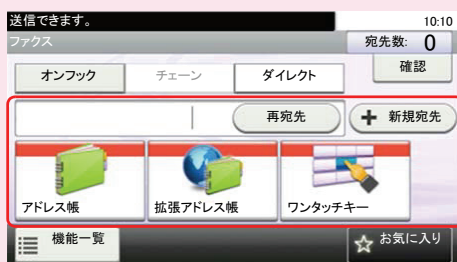 送信できます。 10:10
ファクス 宛先数: 0
オンフック チェーン ダイレクト 確認
再宛先 新規宛先
アドレス帳 拡張アドレス帳 ワンタッチキー
機能一覧 お気に入り